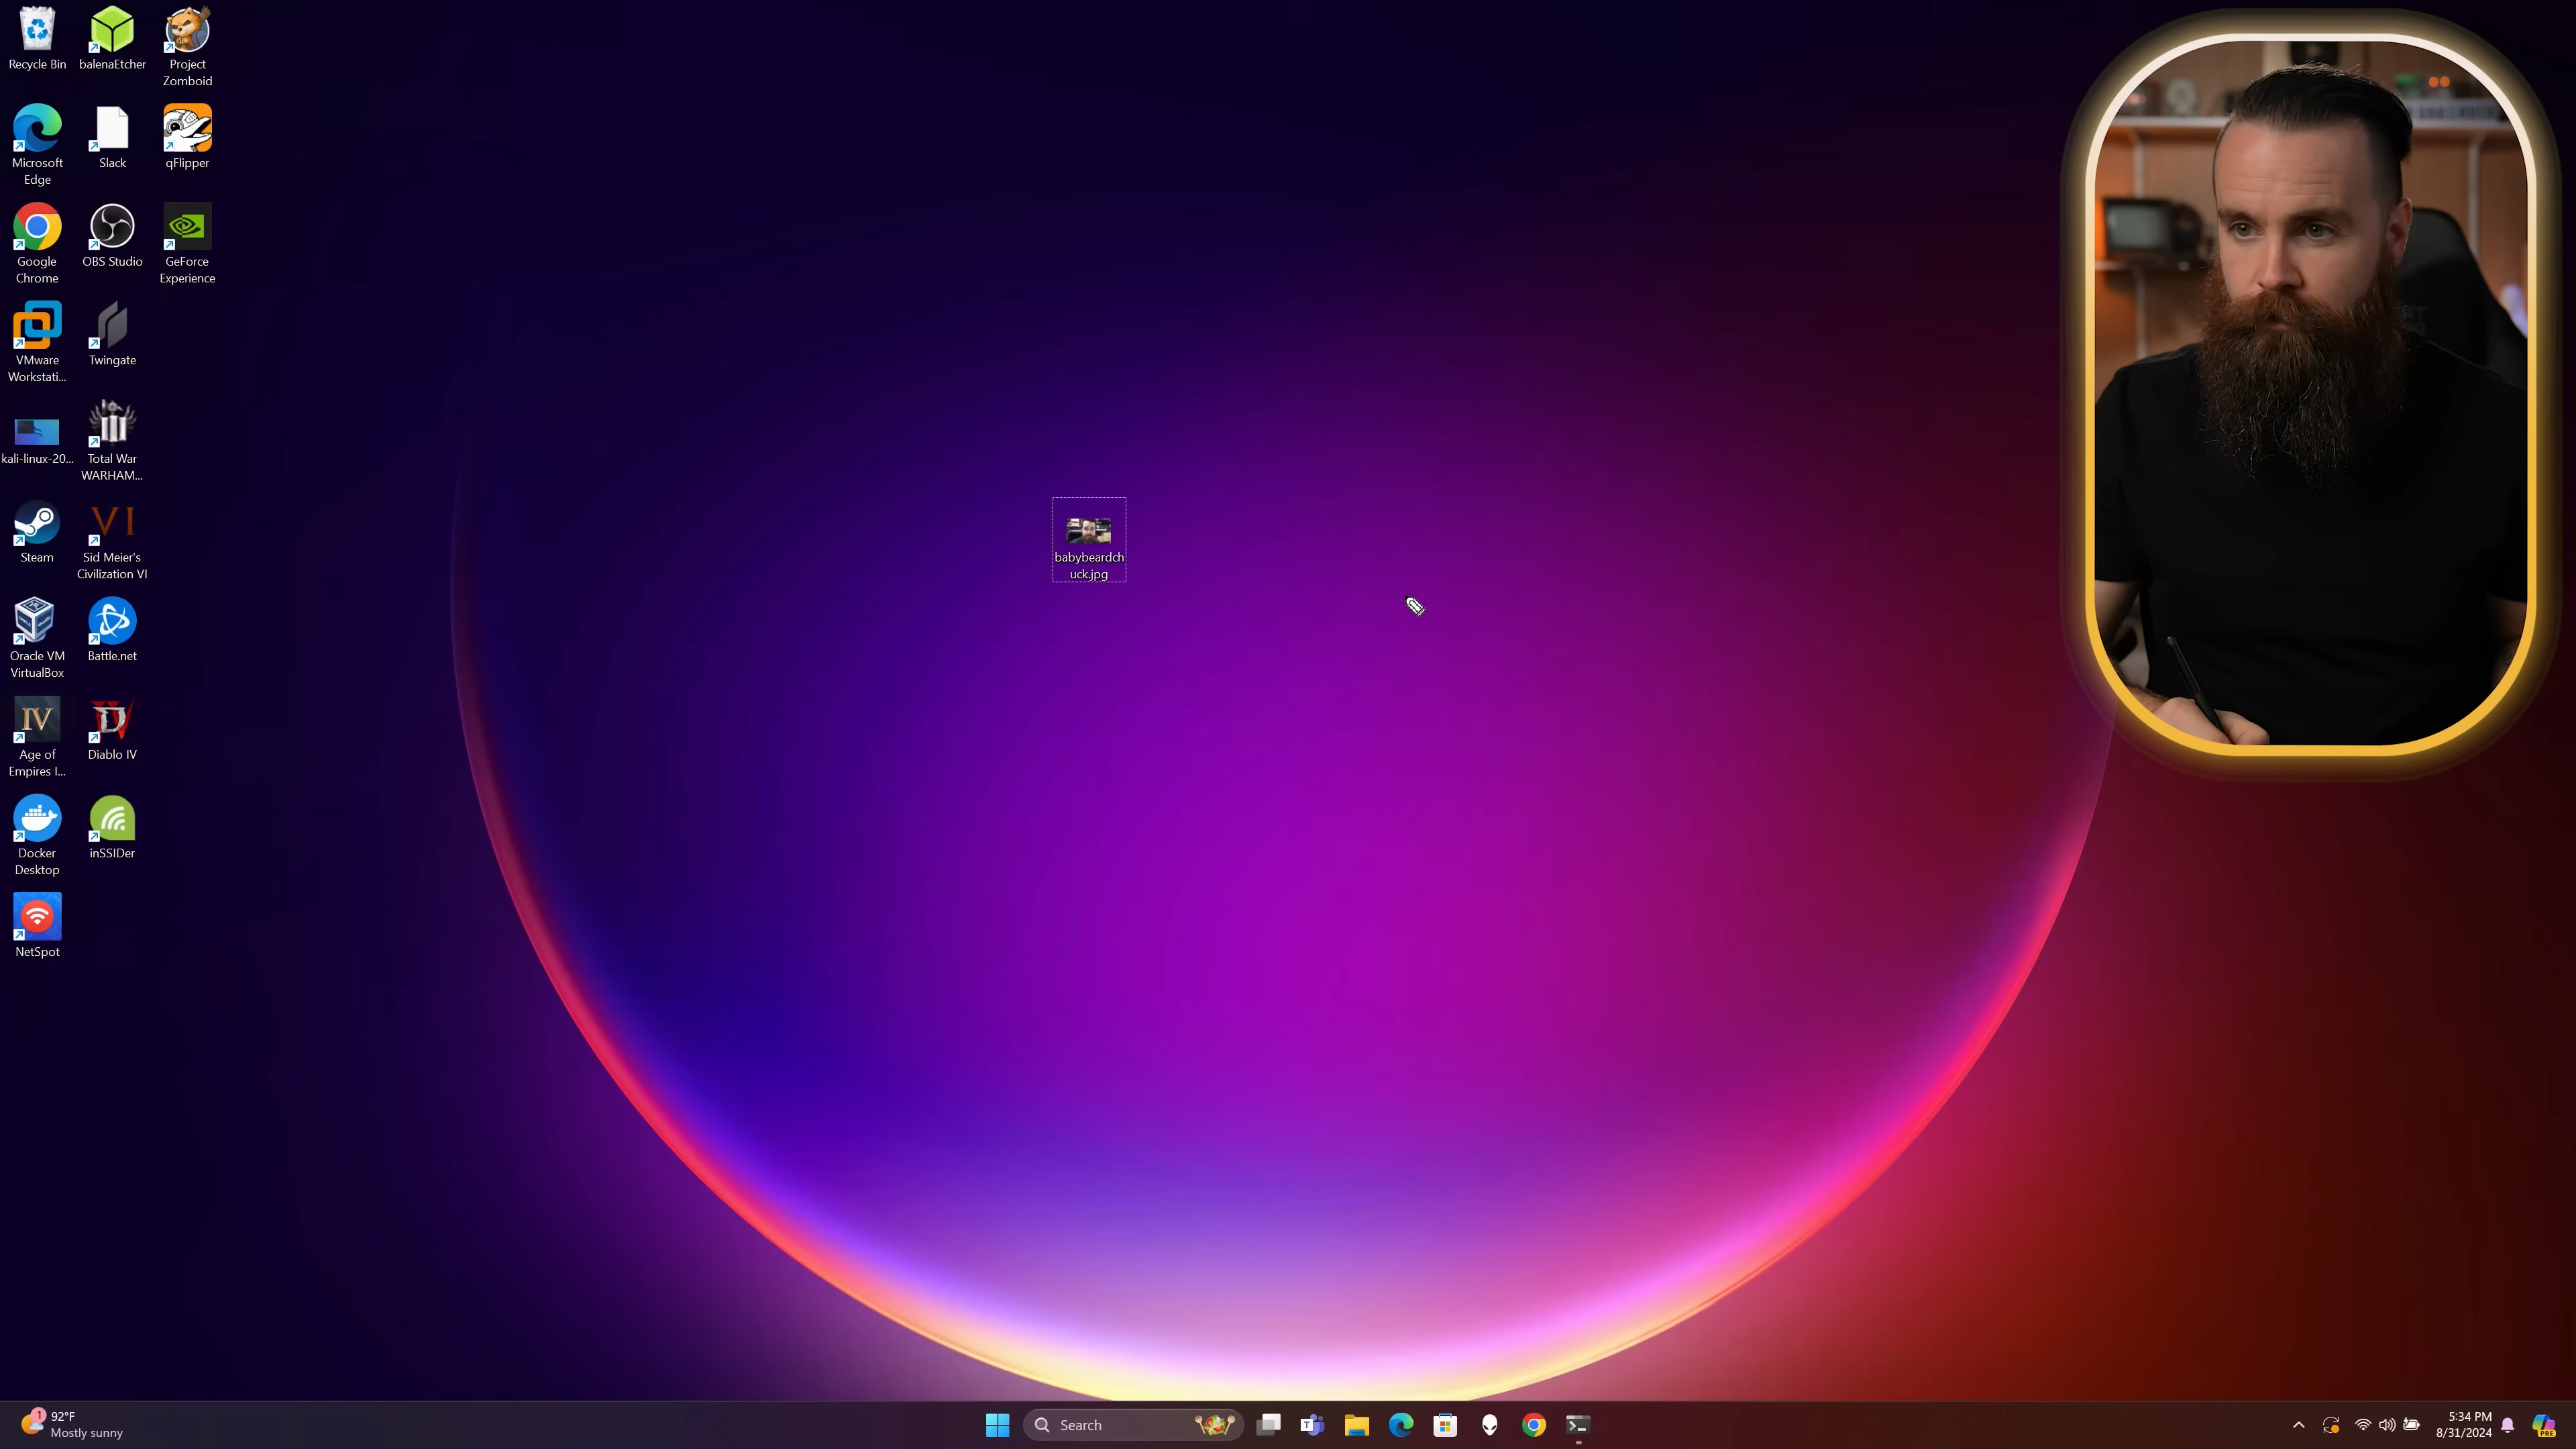 Recycle Bin
balenaEtcher
Project
Zomboid
Microsoft
Edge
Slack
qFlipper
Google
Chrome
OBS Studio
GeForce
Experience
VMware
Workstati...
Twingate
kali-linux-20...
Total War
WARHAM...
Steam
VI
Sid Meier's
Civilization VI
Oracle VM
VirtualBox
Battle.net
IV
Age of
Empires I...
Diablo IV
Docker
Desktop
inSSIDer
NetSpot
babybeardch
uck.jpg
1
92°F
Mostly sunny
Search
5:34 PM
8/31/2024
PRE